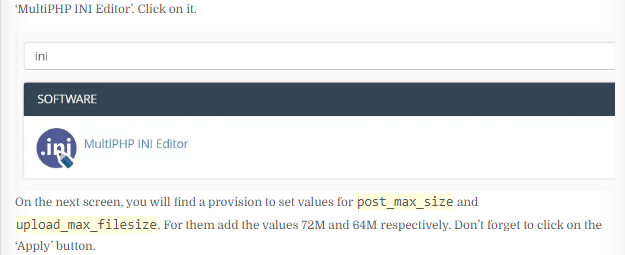 ‘MultiPHP INI Editor’. Click on it.
ini
SOFTWARE
.ini
MultiPHP INI Editor
On the next screen, you will find a provision to set values for post_max_size and
upload_max_filesize. For them add the values 72M and 64M respectively. Don’t forget to click on the
‘Apply’ button.